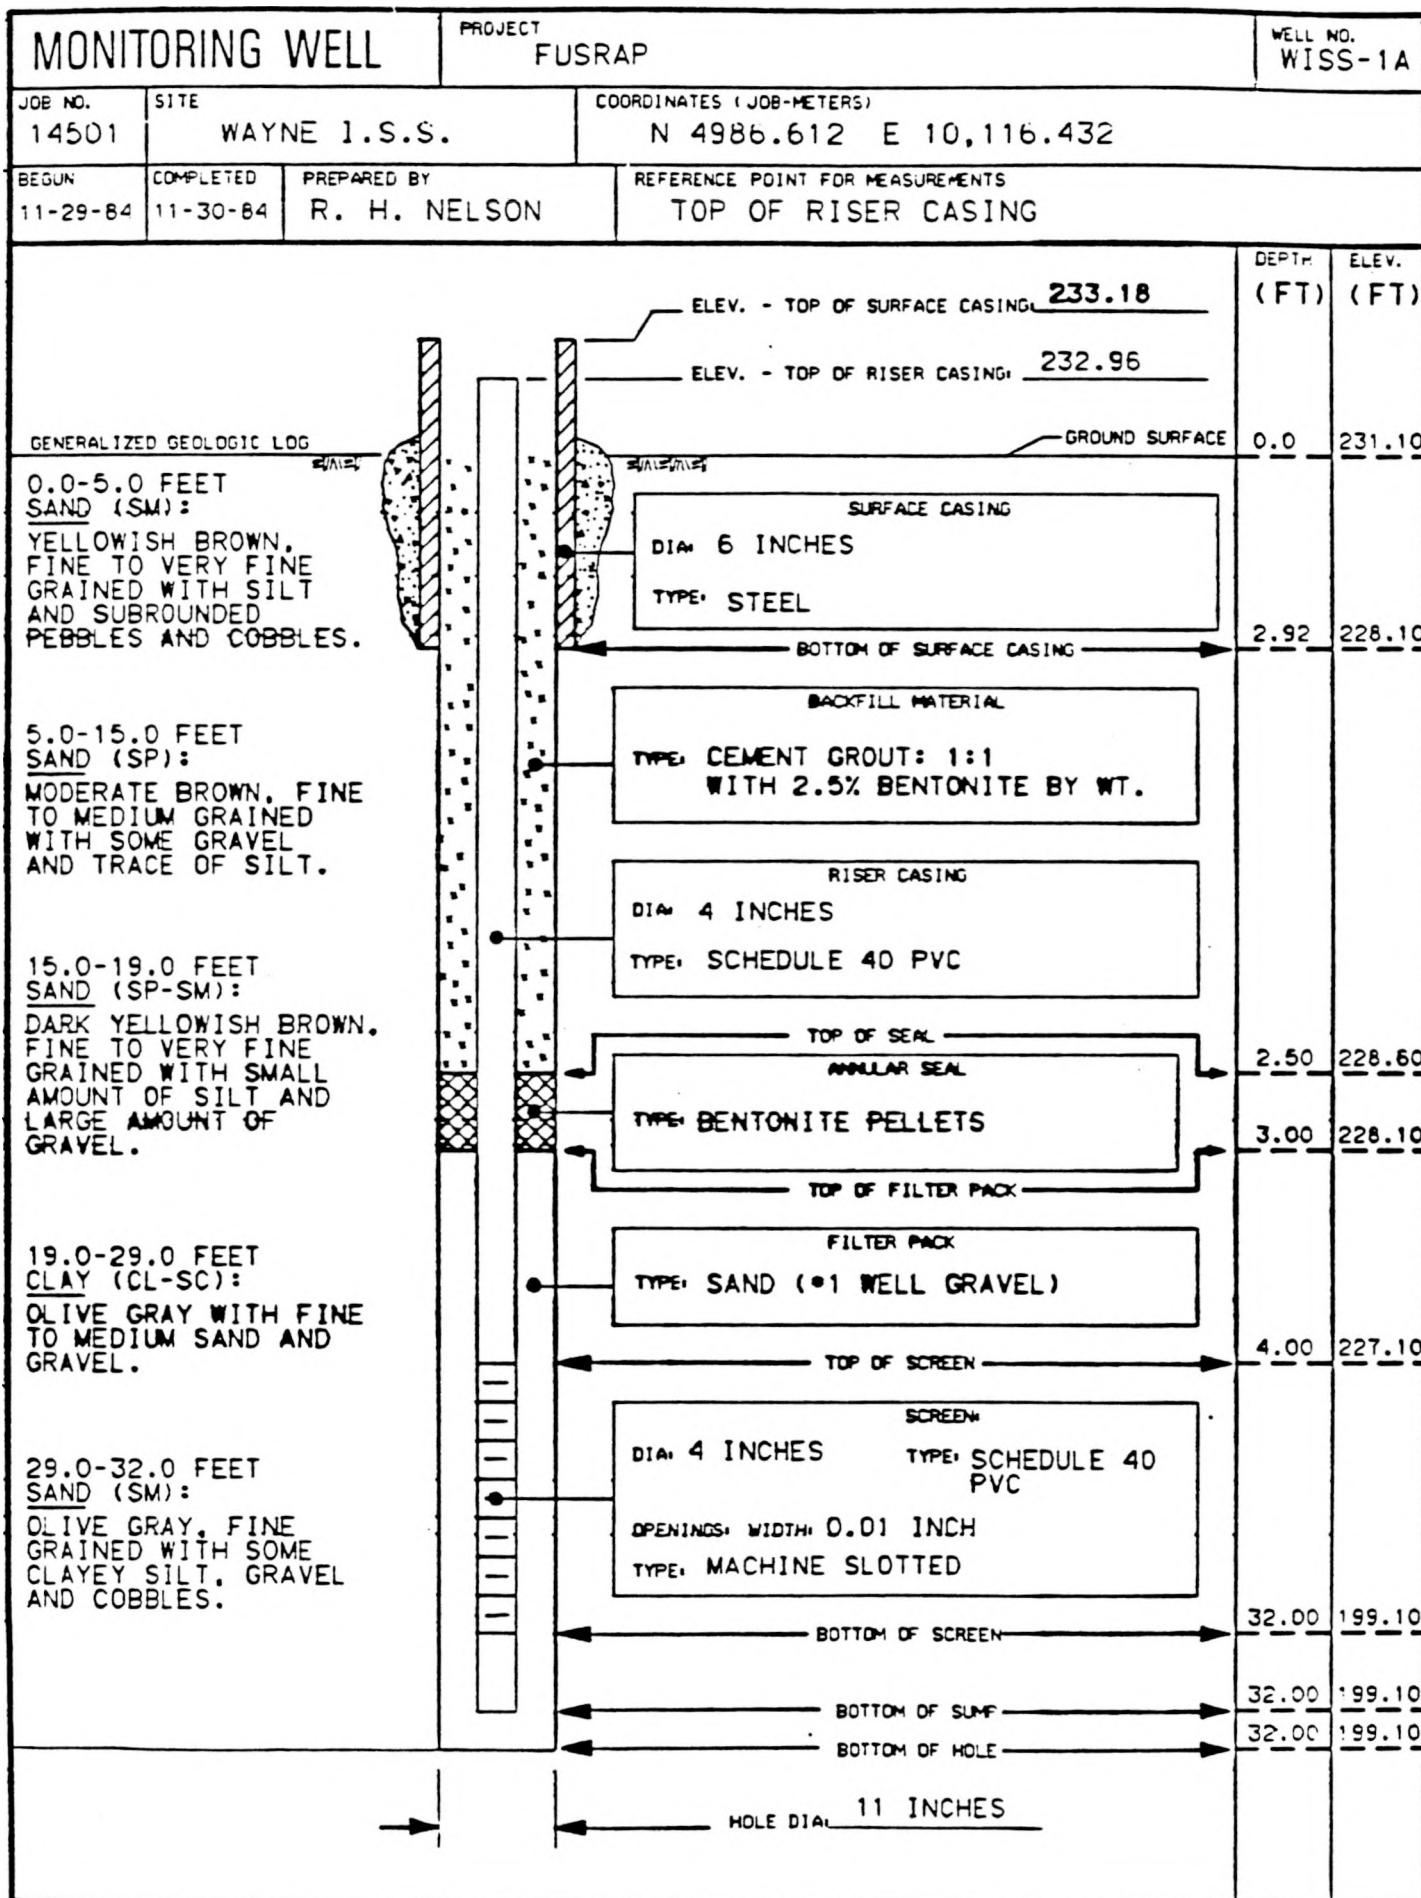 MONITORING WELL
PROJECT
FUSRAP
WELL NO.
WISS-1A
JOB NO.
14501
SITE
WAYNE I.S.S.
COORDINATES (JOB-METERS)
N 4986.612 E 10,116.432
BEGUN
11-29-84
COMPLETED
11-30-84
PREPARED BY
R. H. NELSON
REFERENCE POINT FOR MEASUREMENTS
TOP OF RISER CASING
DEPTH
(FT)
ELEV.
(FT)
ELEV. - TOP OF SURFACE CASING: 233.18
ELEV. - TOP OF RISER CASING: 232.96
GENERALIZED GEOLOGIC LOG
GROUND SURFACE 0.0 231.10
0.0-5.0 FEET
SAND (SM):
YELLOWISH BROWN,
FINE TO VERY FINE
GRAINED WITH SILT
AND SUBROUNDED
PEBBLES AND COBBLES.
SURFACE CASING
DIA: 6 INCHES
TYPE: STEEL
BOTTOM OF SURFACE CASING 2.92 228.10
5.0-15.0 FEET
SAND (SP):
MODERATE BROWN, FINE
TO MEDIUM GRAINED
WITH SOME GRAVEL
AND TRACE OF SILT.
BACKFILL MATERIAL
TYPE: CEMENT GROUT: 1:1
WITH 2.5% BENTONITE BY WT.
RISER CASING
DIA: 4 INCHES
TYPE: SCHEDULE 40 PVC
15.0-19.0 FEET
SAND (SP-SM):
DARK YELLOWISH BROWN.
FINE TO VERY FINE
GRAINED WITH SMALL
AMOUNT OF SILT AND
LARGE AMOUNT OF
GRAVEL.
TOP OF SEAL
2.50 228.60
ANNULAR SEAL
TYPE: BENTONITE PELLETS
3.00 228.10
TOP OF FILTER PACK
19.0-29.0 FEET
CLAY (CL-SC):
OLIVE GRAY WITH FINE
TO MEDIUM SAND AND
GRAVEL.
FILTER PACK
TYPE: SAND (#1 WELL GRAVEL)
TOP OF SCREEN 4.00 227.10
29.0-32.0 FEET
SAND (SM):
OLIVE GRAY, FINE
GRAINED WITH SOME
CLAYEY SILT, GRAVEL
AND COBBLES.
SCREEN:
DIA: 4 INCHES TYPE: SCHEDULE 40
PVC
OPENINGS: WIDTH: 0.01 INCH
TYPE: MACHINE SLOTTED
BOTTOM OF SCREEN 32.00 199.10
BOTTOM OF SUMP 32.00 199.10
BOTTOM OF HOLE 32.00 199.10
HOLE DIA: 11 INCHES